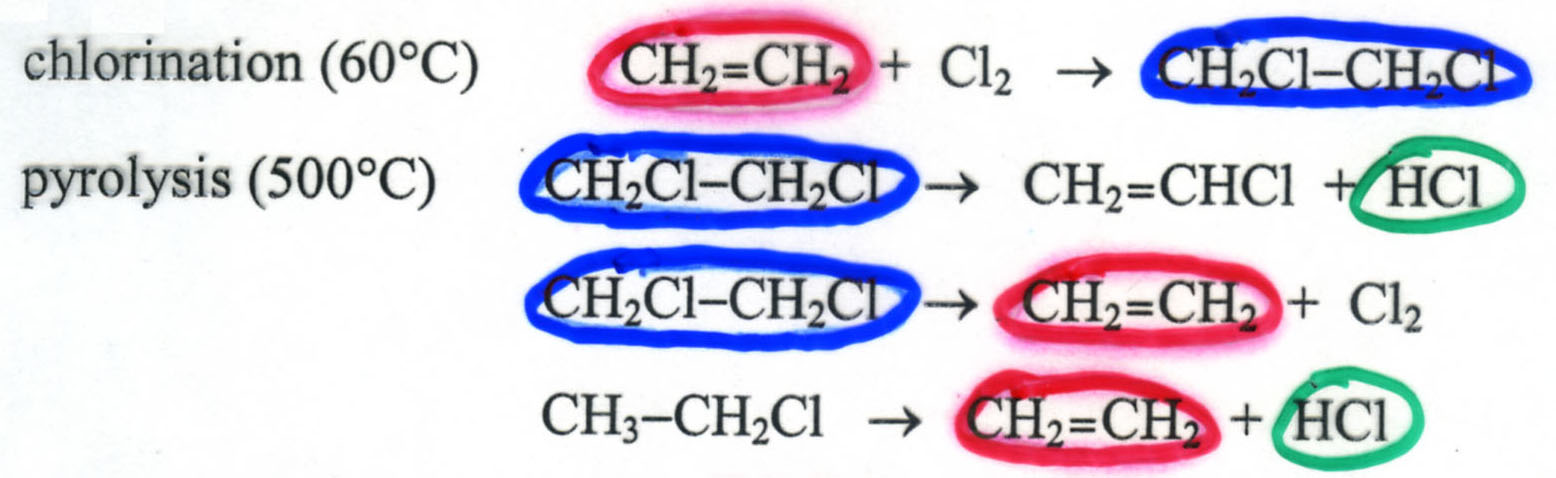 chlorination (60°C) CH₂=CH₂ + Cl₂ → CH₂Cl–CH₂Cl
pyrolysis (500°C) CH₂Cl–CH₂Cl → CH₂=CHCl + HCl
CH₂Cl–CH₂Cl → CH₂=CH₂ + Cl₂
CH₃–CH₂Cl → CH₂=CH₂ + HCl